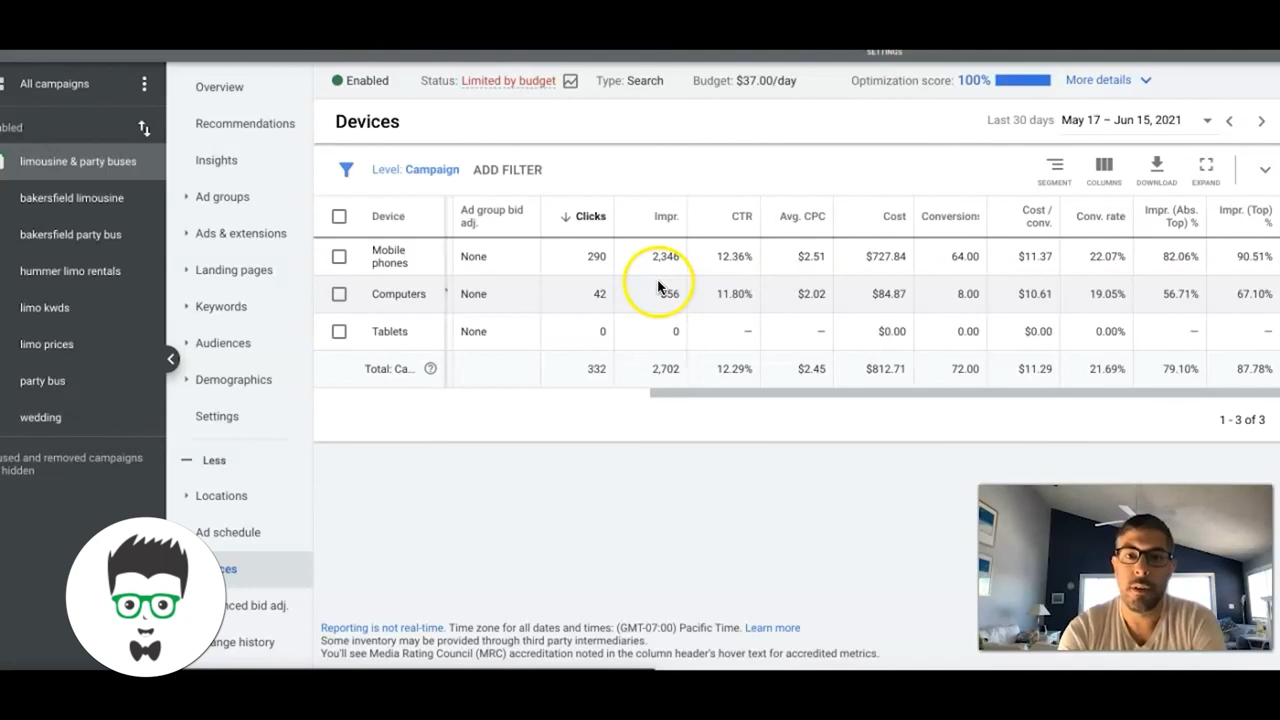 SETTINGS
All campaigns
Enabled Status: Limited by budget Type: Search Budget: $37.00/day Optimization score: 100% More details
bled
limousine & party buses
bakersfield limousine
bakersfield party bus
hummer limo rentals
limo kwds
limo prices
party bus
wedding
used and removed campaigns
hidden
Overview
Recommendations
Insights
Ad groups
Ads & extensions
Landing pages
Keywords
Audiences
Demographics
Settings
Less
Locations
Ad schedule
ces
nced bid adj.
ange history
Devices Last 30 days May 17 – Jun 15, 2021
Level: Campaign ADD FILTER SEGMENT COLUMNS DOWNLOAD EXPAND
Device Ad group bid adj. Clicks Impr. CTR Avg. CPC Cost Conversions Cost / conv. Conv. rate Impr. (Abs. Top) % Impr. (Top) %
Mobile phones None 290 2,346 12.36% $2.51 $727.84 64.00 $11.37 22.07% 82.06% 90.51%
Computers None 42 356 11.80% $2.02 $84.87 8.00 $10.61 19.05% 56.71% 67.10%
Tablets None 0 0 — — $0.00 0.00 $0.00 0.00% — —
Total: Ca... 332 2,702 12.29% $2.45 $812.71 72.00 $11.29 21.69% 79.10% 87.78%
1 - 3 of 3
Reporting is not real-time. Time zone for all dates and times: (GMT-07:00) Pacific Time. Learn more
Some inventory may be provided through third party intermediaries.
You'll see Media Rating Council (MRC) accreditation noted in the column header's hover text for accredited metrics.